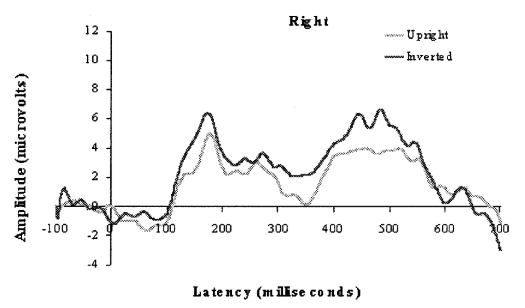 Right
Upright
Inverted
Amplitude (microvolts)
12
10
8
6
4
2
0
-2
-4
-100 0 100 200 300 400 500 600 700
Latency (milliseconds)